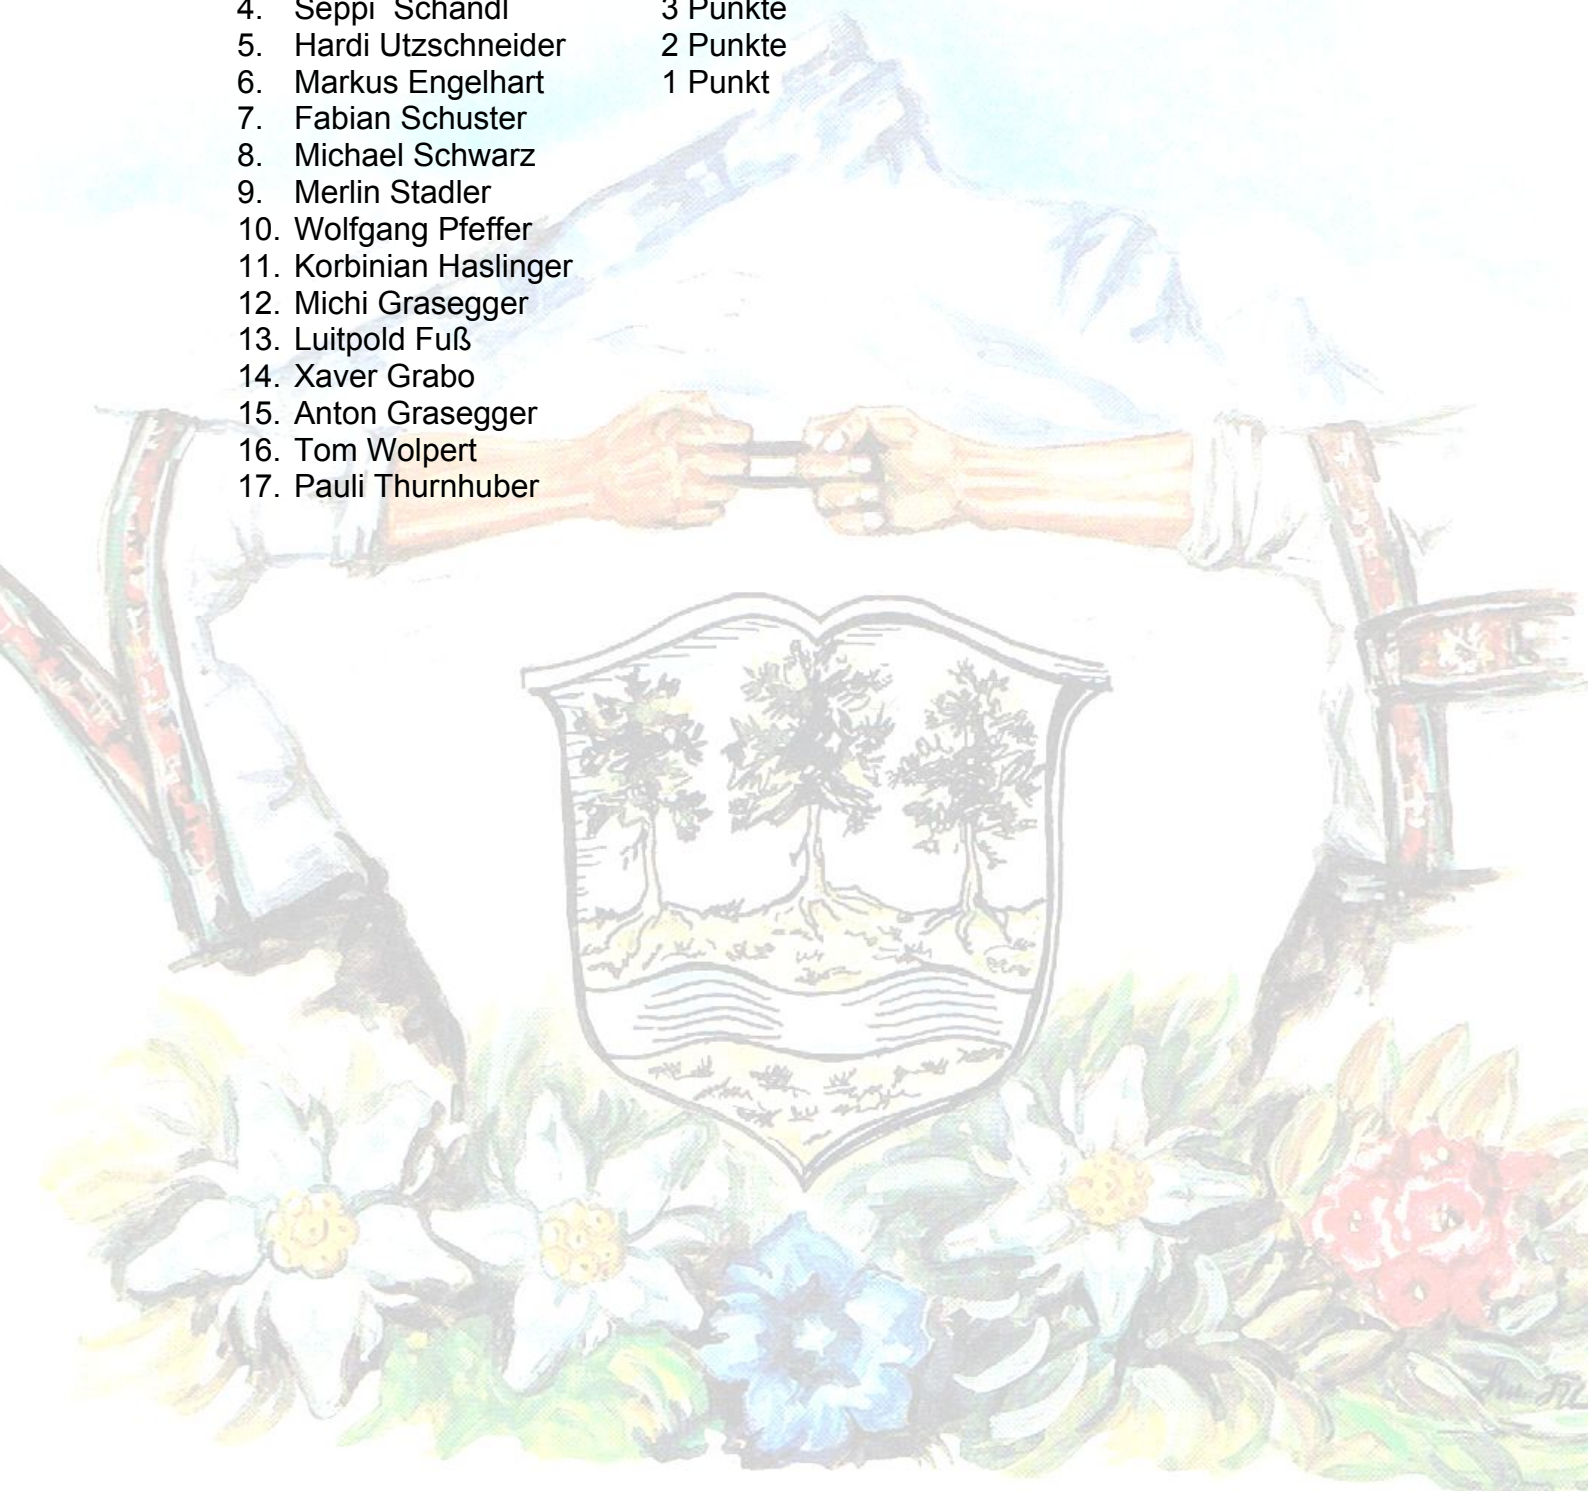 4. Seppi Schandl 3 Punkte
5. Hardi Utzschneider 2 Punkte
6. Markus Engelhart 1 Punkt
7. Fabian Schuster
8. Michael Schwarz
9. Merlin Stadler
10. Wolfgang Pfeffer
11. Korbinian Haslinger
12. Michi Grasegger
13. Luitpold Fuß
14. Xaver Grabo
15. Anton Grasegger
16. Tom Wolpert
17. Pauli Thurnhuber